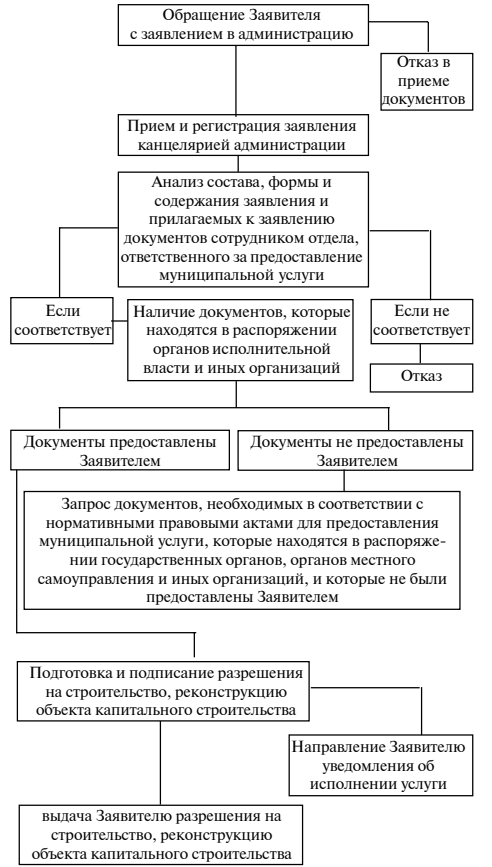 Обращение Заявителя
с заявлением в администрацию
Отказ в
приеме
документов
Прием и регистрация заявления
канцелярией администрации
Анализ состава, формы и
содержания заявления и
прилагаемых к заявлению
документов сотрудником отдела,
ответственного за предоставление
муниципальной услуги
Если
соответствует
Наличие документов, которые
находятся в распоряжении
органов исполнительной
власти и иных организаций
Если не
соответствует
Отказ
Документы предоставлены
Заявителем
Документы не предоставлены
Заявителем
Запрос документов, необходимых в соответствии с
нормативными правовыми актами для предоставления
муниципальной услуги, которые находятся в распоряже-
нии государственных органов, органов местного
самоуправления и иных организаций, и которые не были
предоставлены Заявителем
Подготовка и подписание разрешения
на строительство, реконструкцию
объекта капитального строительства
Направление Заявителю
уведомления об
исполнении услуги
выдача Заявителю разрешения на
строительство, реконструкцию
объекта капитального строительства